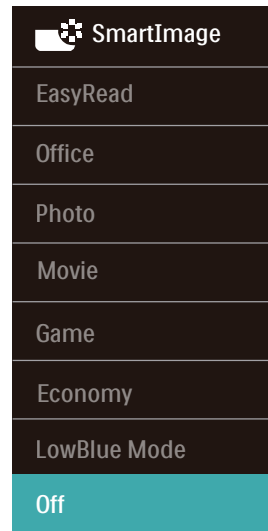 SmartImage
EasyRead
Office
Photo
Movie
Game
Economy
LowBlue Mode
Off